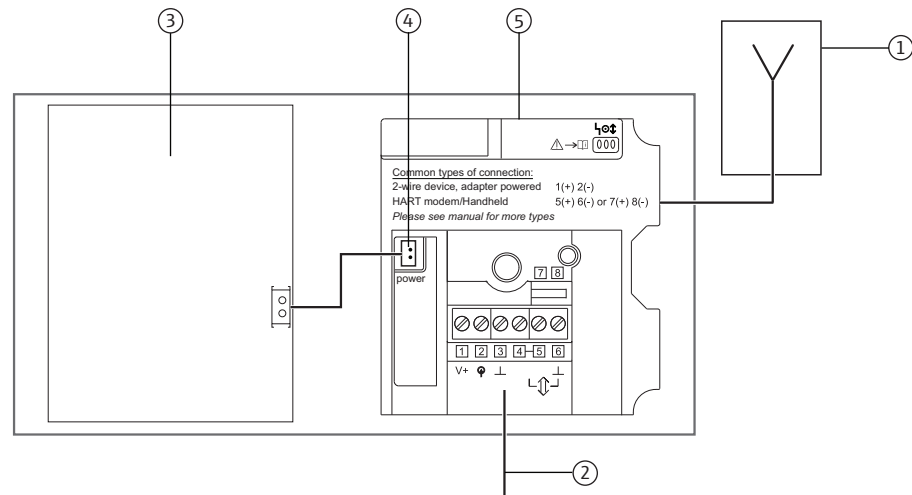 3
4
5
1
000
Common types of connection:
2-wire device, adapter powered 1(+) 2(-)
HART modem/Handheld 5(+) 6(-) or 7(+) 8(-)
Please see manual for more types
power
7 8
1 2 3 4 5 6
V+
2